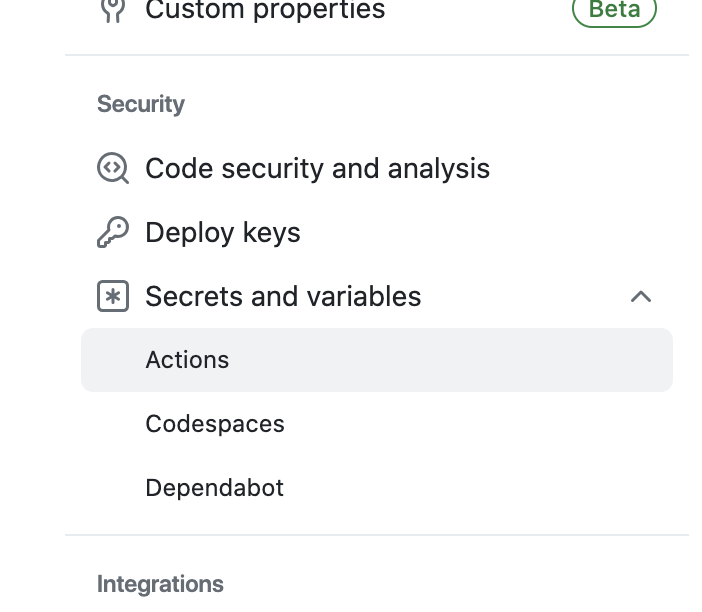 Custom properties Beta
Security
Code security and analysis
Deploy keys
Secrets and variables
Actions
Codespaces
Dependabot
Integrations